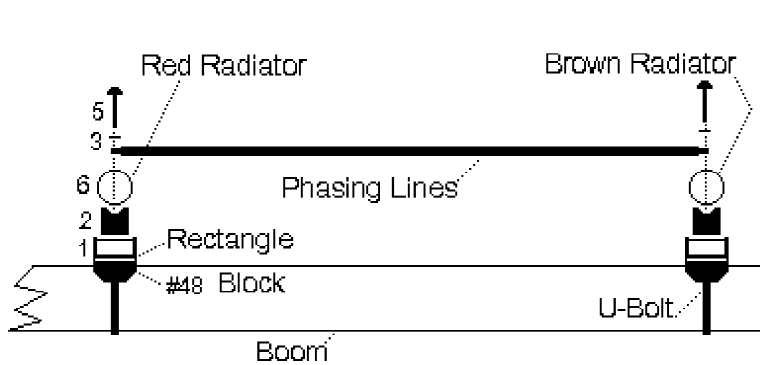 Red Radiator
Brown Radiator
5
3
6
Phasing Lines
2
1
Rectangle
#48 Block
U-Bolt
Boom